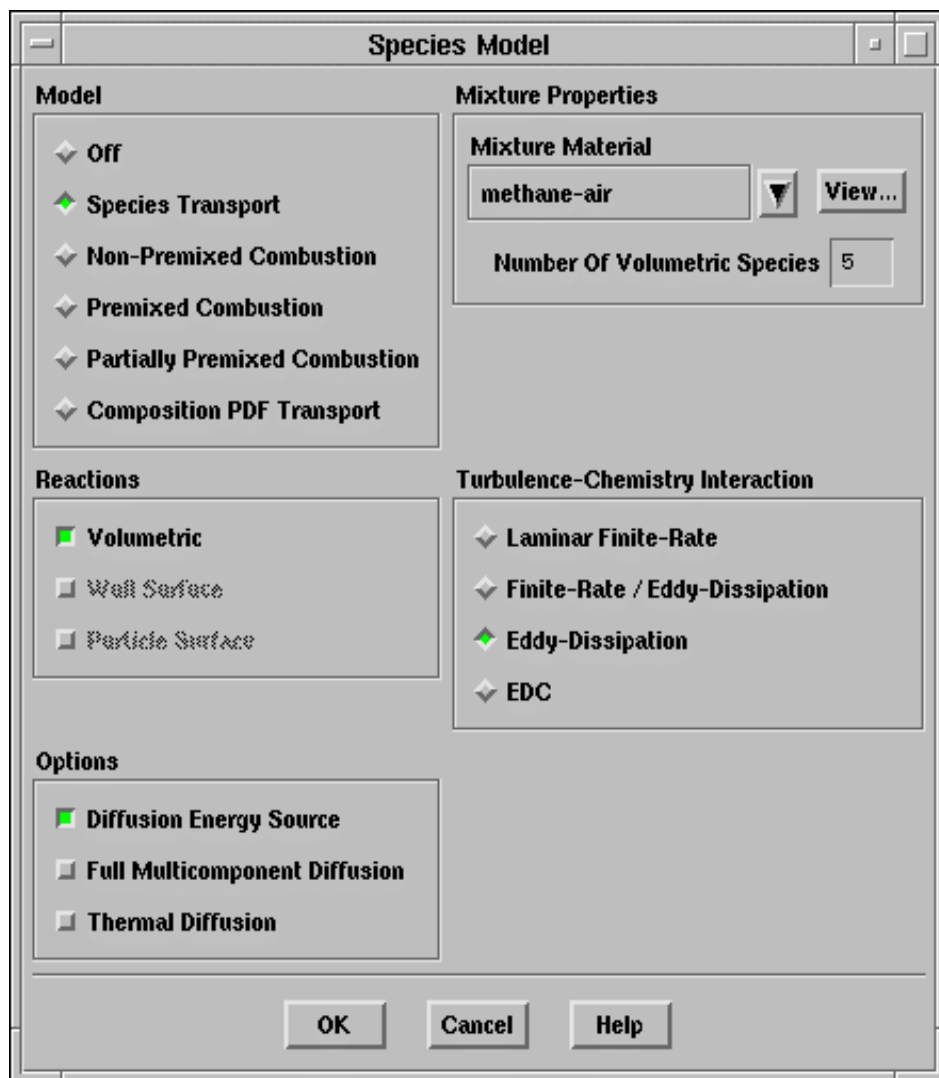 Species Model
Model
Off
Species Transport
Non-Premixed Combustion
Premixed Combustion
Partially Premixed Combustion
Composition PDF Transport
Mixture Properties
Mixture Material
methane-air
View...
Number Of Volumetric Species 5
Reactions
Volumetric
Wall Surface
Particle Surface
Turbulence-Chemistry Interaction
Laminar Finite-Rate
Finite-Rate / Eddy-Dissipation
Eddy-Dissipation
EDC
Options
Diffusion Energy Source
Full Multicomponent Diffusion
Thermal Diffusion
OK
Cancel
Help